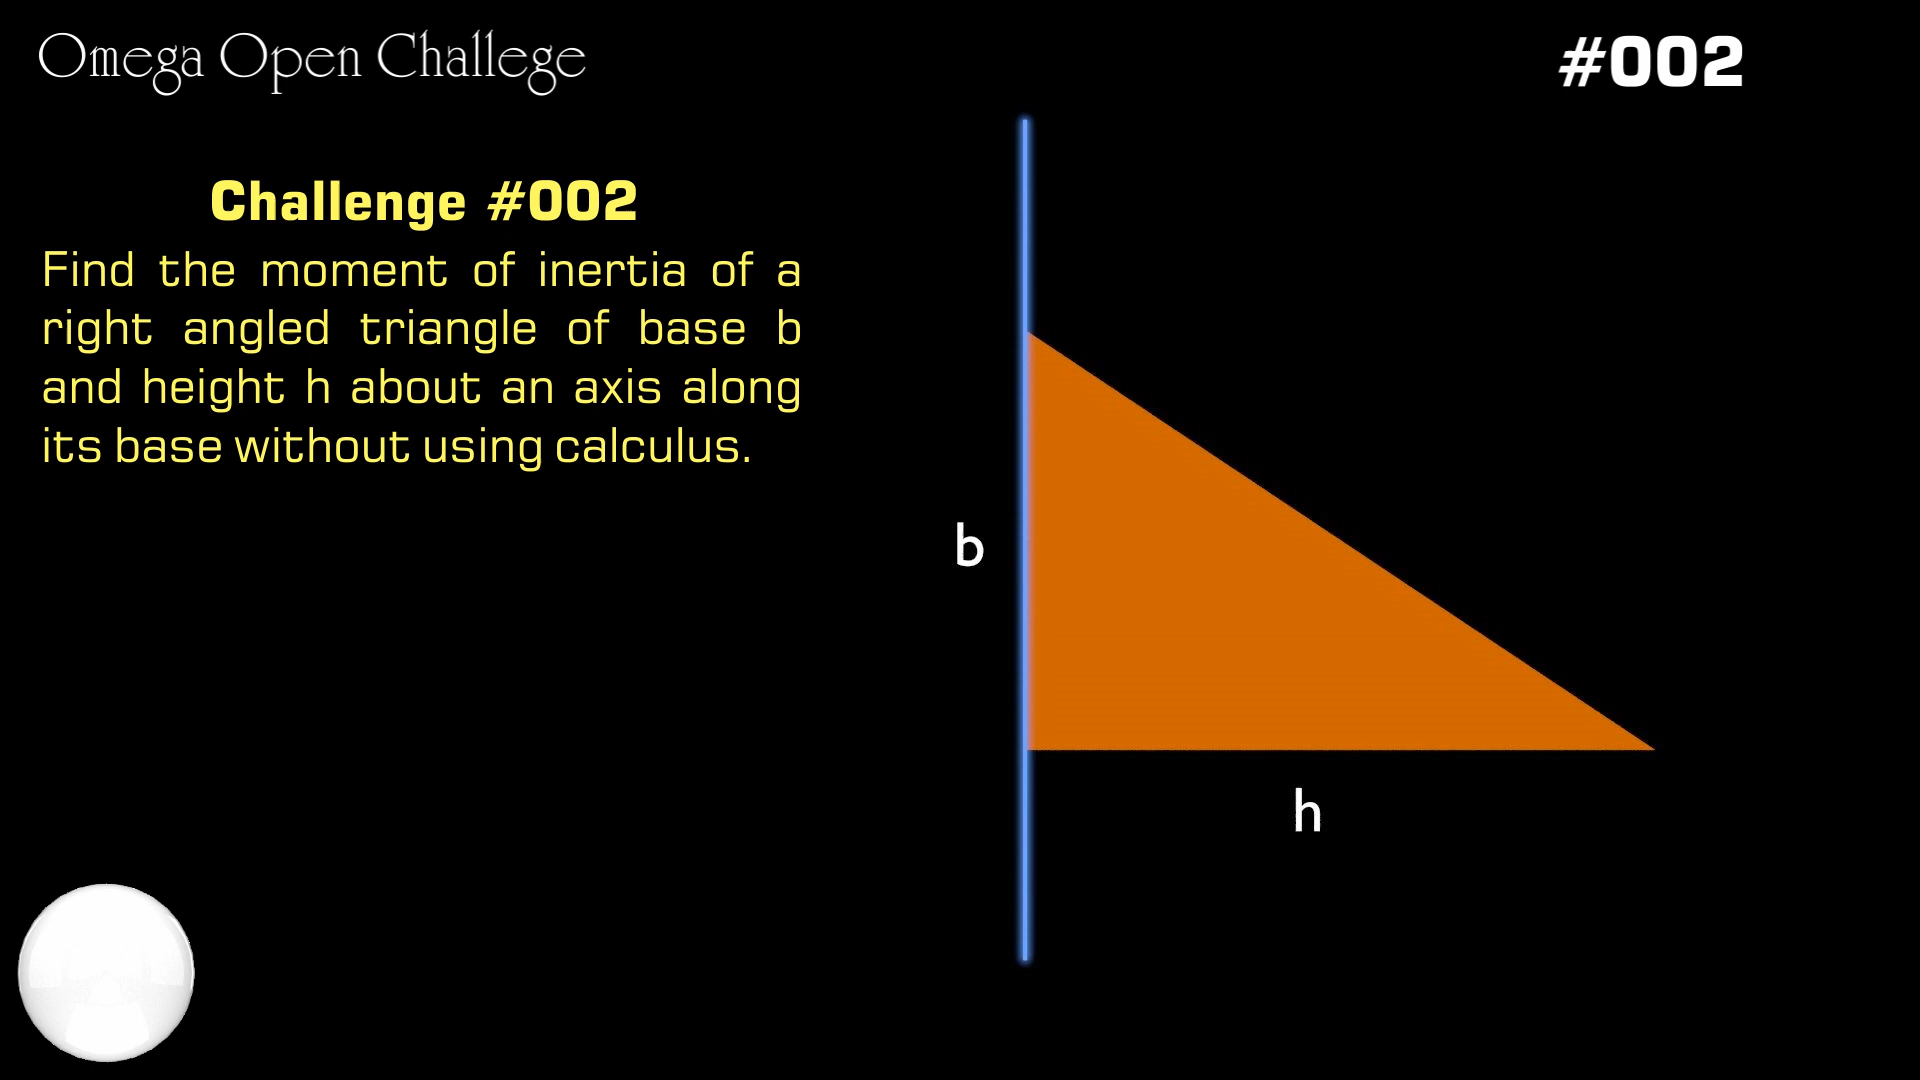 Omega Open Challege
#002
Challenge #002
Find the moment of inertia of a
right angled triangle of base b
and height h about an axis along
its base without using calculus.
b
h